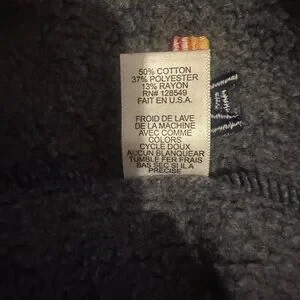 50% COTTON
37% POLYESTER
13% RAYON
RN# 128549
FAIT EN U.S.A.
FROID DE LAVE
DE LA MACHINE
AVEC COMME
COLORS
CYCLE DOUX
AUCUN BLANQUEAR
TUMBLE FER FRAIS
BAS SEC SI IL A
PRECISE